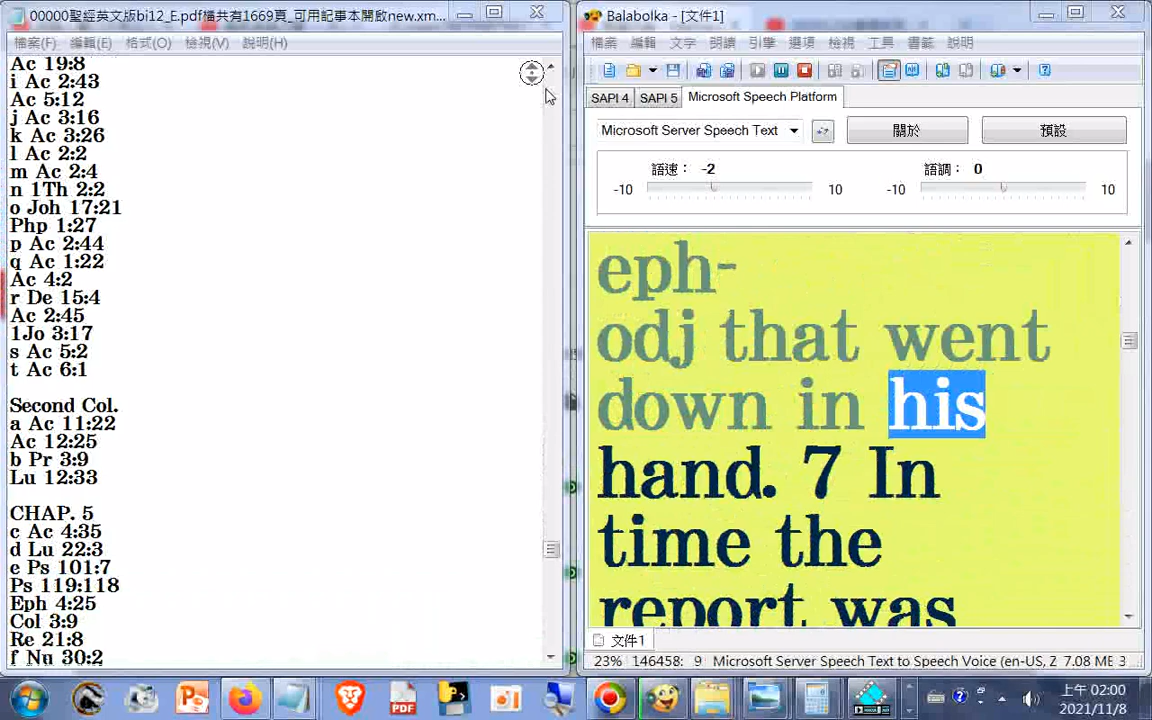 00000聖經英文版bi12_E.pdf檔共有1669頁_可用記事本開啟new.xm...
檔案(F) 編輯(E) 格式(O) 檢視(V) 說明(H)
Ac 19:8
i Ac 2:43
Ac 5:12
j Ac 3:16
k Ac 3:26
l Ac 2:2
m Ac 2:4
n 1Th 2:2
o Joh 17:21
Php 1:27
p Ac 2:44
q Ac 1:22
Ac 4:2
r De 15:4
Ac 2:45
1Jo 3:17
s Ac 5:2
t Ac 6:1
Second Col.
a Ac 11:22
Ac 12:25
b Pr 3:9
Lu 12:33
CHAP. 5
c Ac 4:35
d Lu 22:3
e Ps 101:7
Ps 119:118
Eph 4:25
Col 3:9
Re 21:8
f Nu 30:2
Balabolka - [文件1]
檔案 編輯 文字 朗讀 引擎 選項 檢視 工具 書籤 說明
SAPI 4 SAPI 5 Microsoft Speech Platform
Microsoft Server Speech Text 關於 預設
語速： -2 語調： 0
-10 10 -10 10
eph-
odj that went
down in his
hand. 7 In
time the
report was
文件1
23% 146458: 9 Microsoft Server Speech Text to Speech Voice (en-US, Z 7.08 ME 3
PDF
上午 02:00
2021/11/8